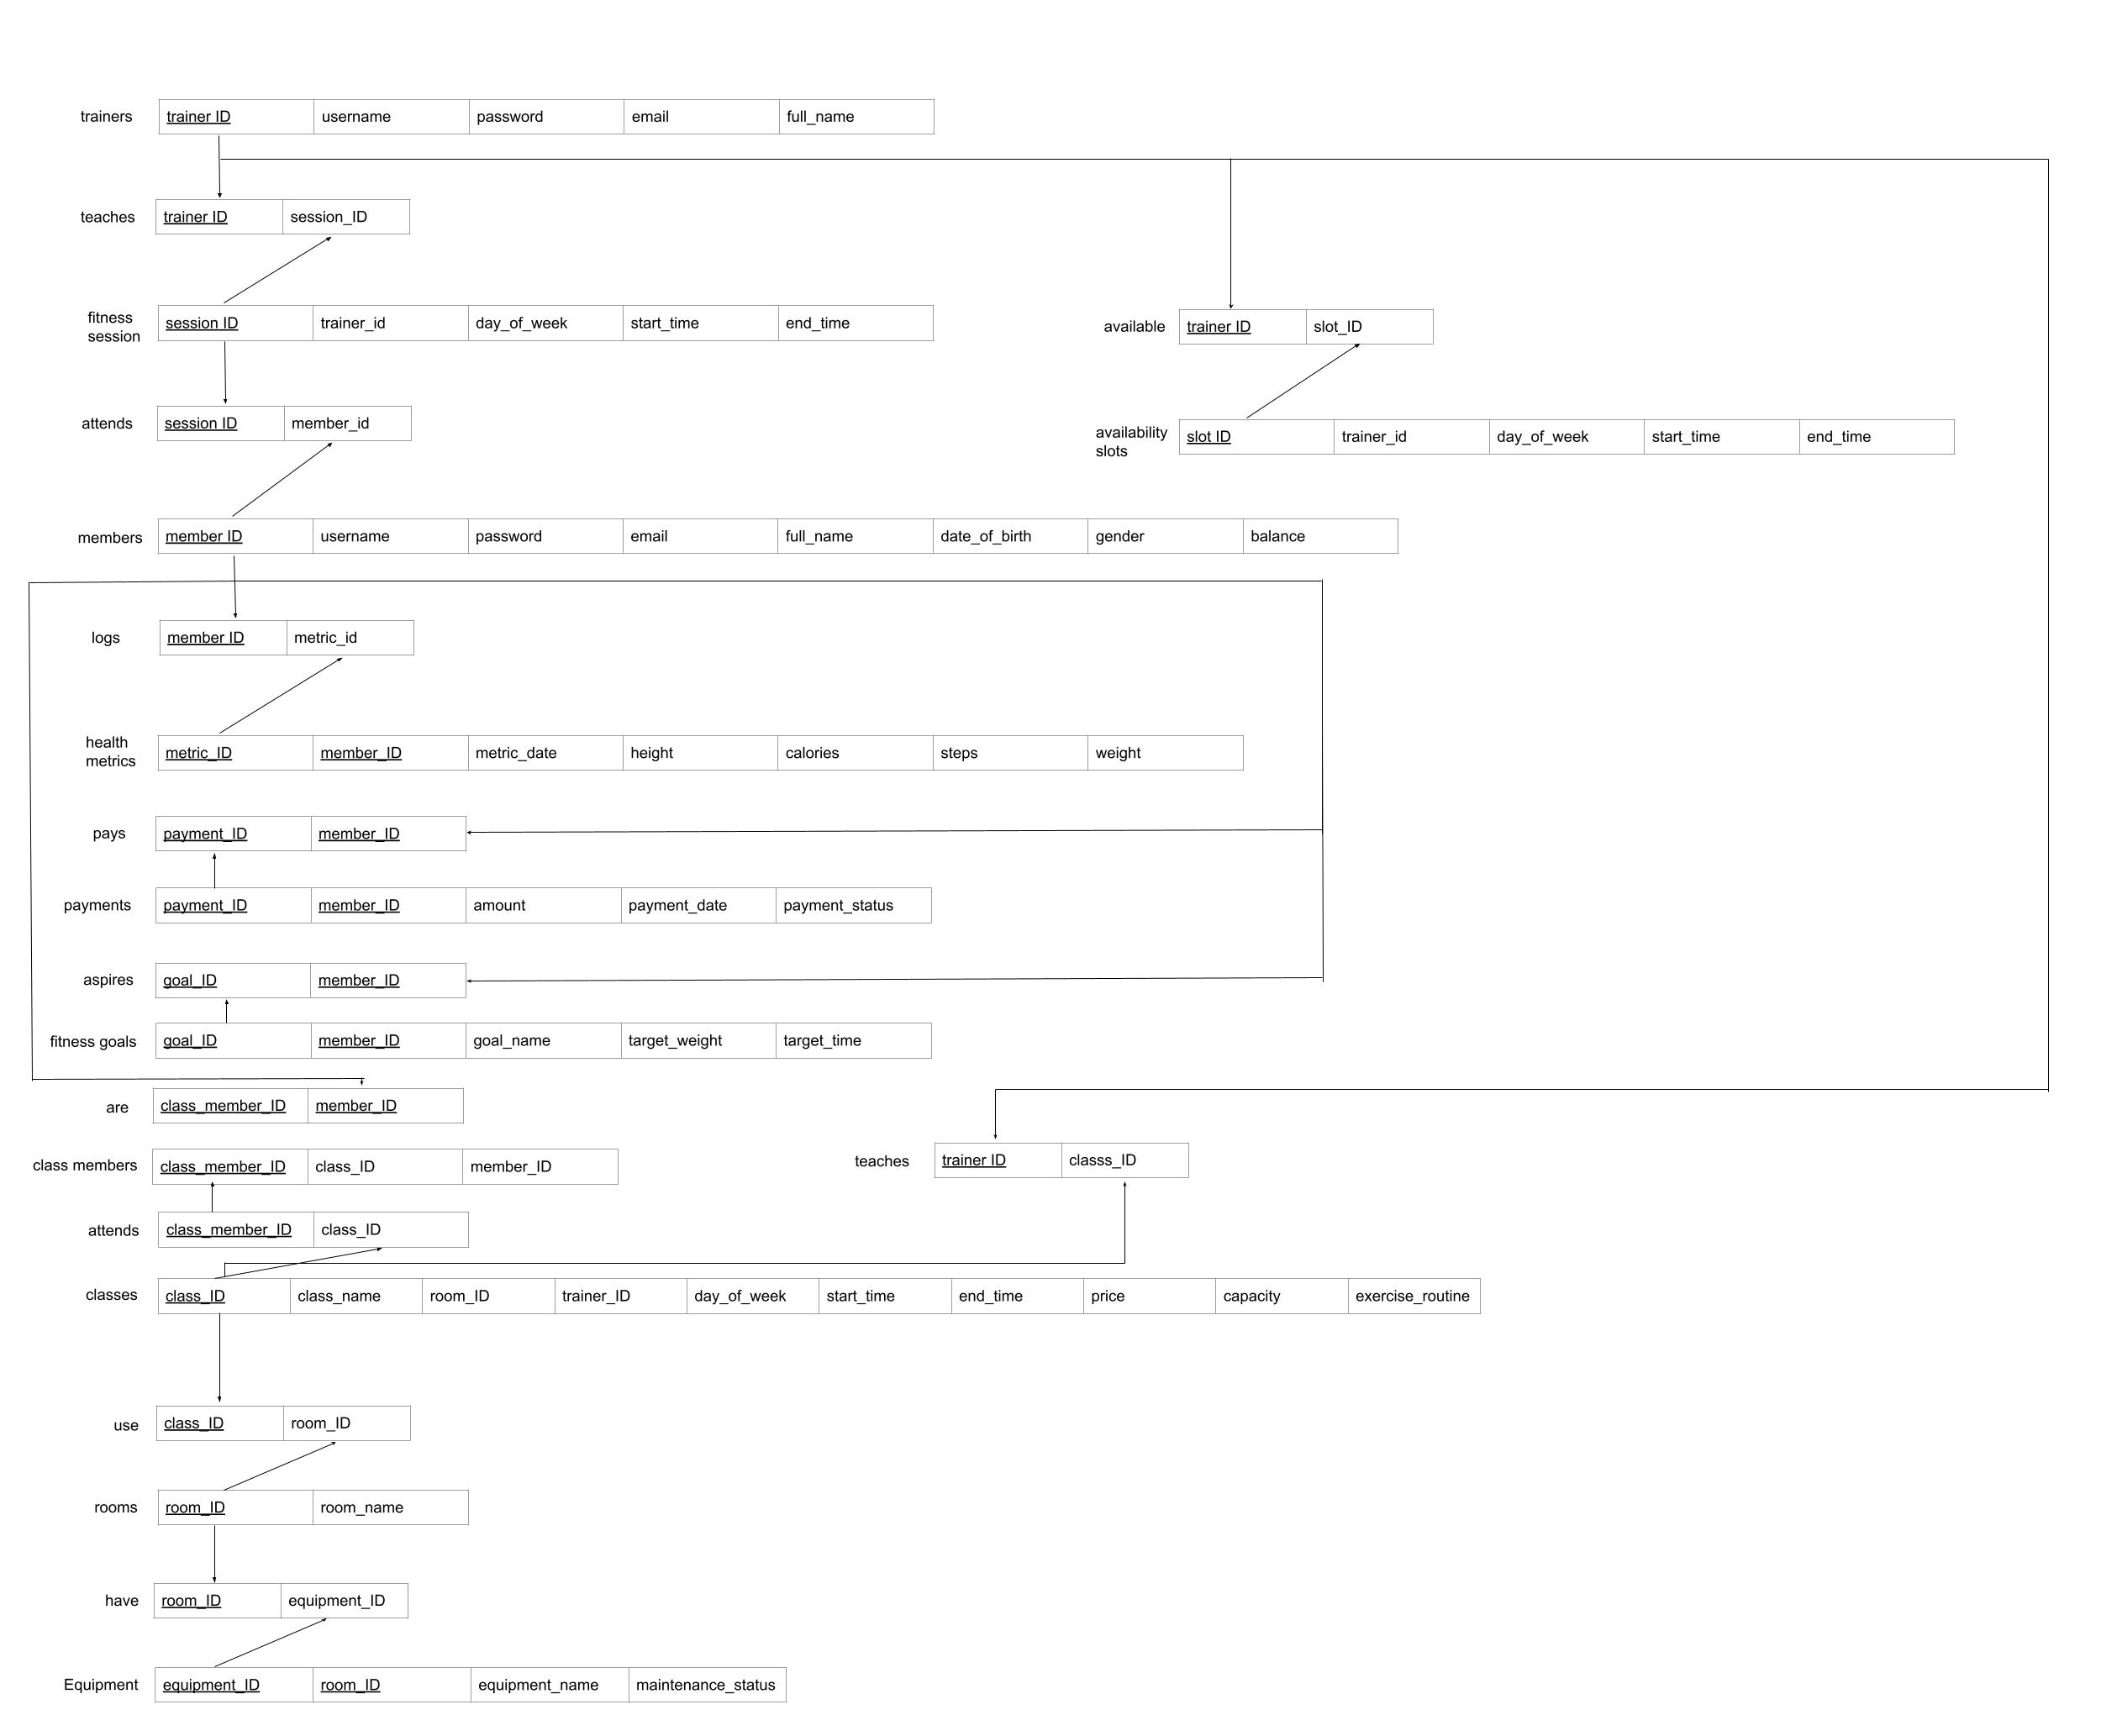 trainers trainer ID username password email full_name
teaches trainer ID session_ID
fitness
session
session ID trainer_id day_of_week start_time end_time
available trainer ID slot_ID
attends session ID member_id
availability
slots
slot ID trainer_id day_of_week start_time end_time
members member ID username password email full_name date_of_birth gender balance
logs member ID metric_id
health
metrics
metric_ID member_ID metric_date height calories steps weight
pays payment_ID member_ID
payments payment_ID member_ID amount payment_date payment_status
aspires goal_ID member_ID
fitness goals goal_ID member_ID goal_name target_weight target_time
are class_member_ID member_ID
class members class_member_ID class_ID member_ID
teaches trainer ID classs_ID
attends class_member_ID class_ID
classes class_ID class_name room_ID trainer_ID day_of_week start_time end_time price capacity exercise_routine
use class_ID room_ID
rooms room_ID room_name
have room_ID equipment_ID
Equipment equipment_ID room_ID equipment_name maintenance_status